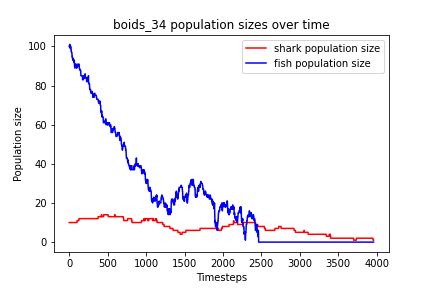 boids_34 population sizes over time
shark population size
fish population size
Population size
100
80
60
40
20
0
0 500 1000 1500 2000 2500 3000 3500 4000
Timesteps